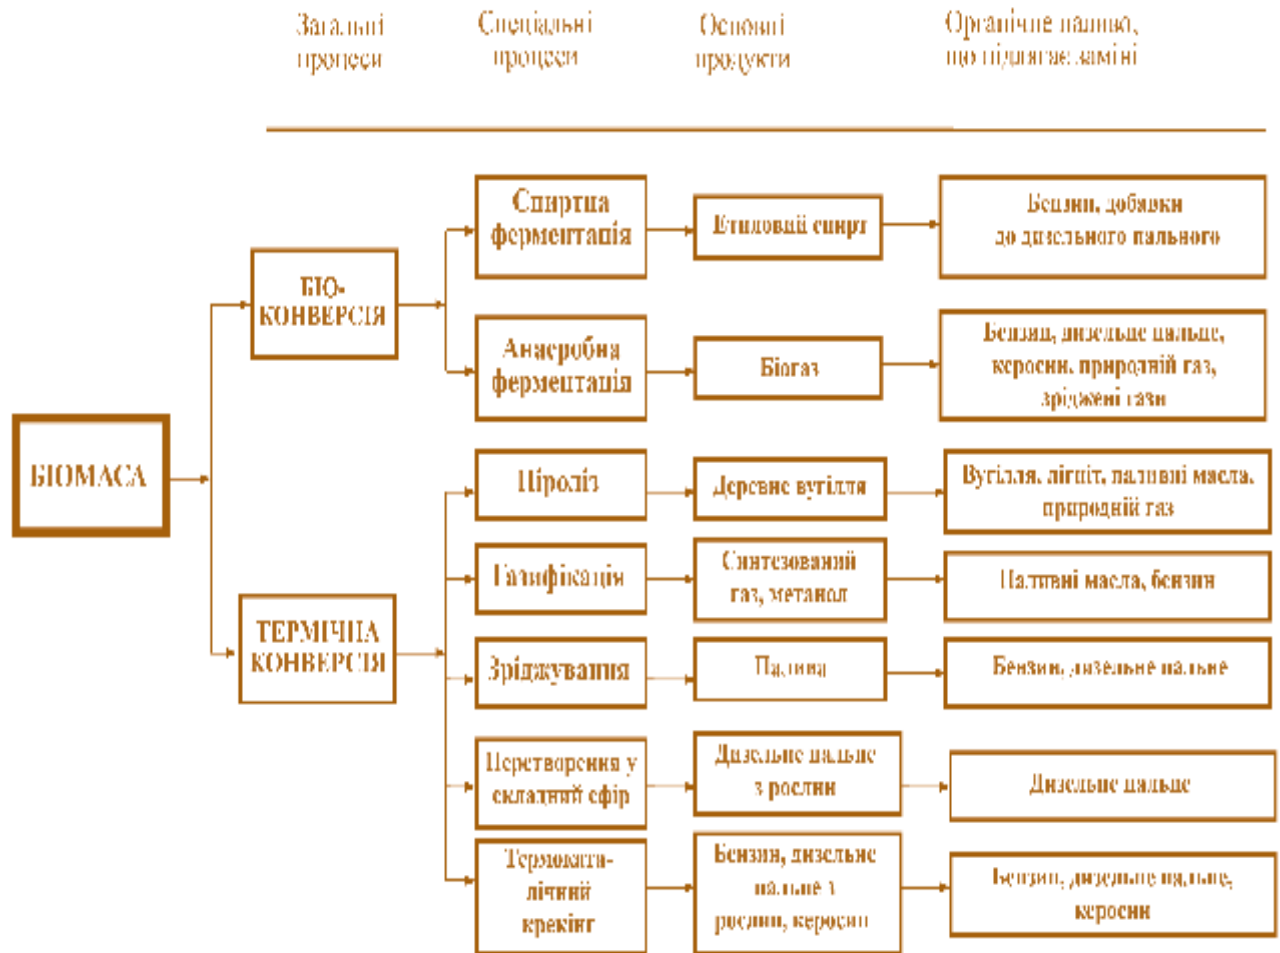 Загальні
процеси
Спеціальні
процеси
Основні
продукти
Органічне паливо,
що підлягає заміні
Спиртна
ферментація
Етиловий спирт
Бензин, добавки
до дизельного пального
БІО-
КОНВЕРСІЯ
Анаеробна
ферментація
Біогаз
Бензин, дизельне пальне,
керосин, природній газ,
зріджені гази
БІОМАСА
Піроліз
Деревне вугілля
Вугілля, лігніт, паливні масла,
природній газ
Газифікація
Синтезований
газ, метанол
Паливні масла, бензин
ТЕРМІЧНА
КОНВЕРСІЯ
Зріджування
Палива
Бензин, дизельне пальне
Перетворення у
складний ефір
Дизельне пальне
з рослин
Дизельне пальне
Термоката-
лічний
крекінг
Бензин, дизельне
пальне з
рослин, керосин
Бензин, дизельне пальне,
керосин